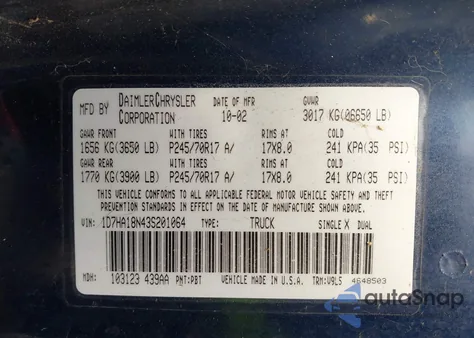 MFD BY DAIMLERCHRYSLER CORPORATION DATE OF MFR 10-02 GVWR 3017 KG(06650 LB)
GAWR FRONT WITH TIRES RIMS AT COLD
1656 KG(3650 LB) P245/70R17 A/ 17X8.0 241 KPA(35 PSI)
GAWR REAR WITH TIRES RIMS AT COLD
1770 KG(3900 LB) P245/70R17 A/ 17X8.0 241 KPA(35 PSI)
THIS VEHICLE CONFORMS TO ALL APPLICABLE FEDERAL MOTOR VEHICLE SAFETY AND THEFT
PREVENTION STANDARDS IN EFFECT ON THE DATE OF MANUFACTURE SHOWN ABOVE.
VIN: 1D7HA18N43S201064 TYPE: TRUCK SINGLE X DUAL
MDH: 103123 439AA PNT:PBT VEHICLE MADE IN U.S.A. TRM:V9L5 4648503
autoSnap